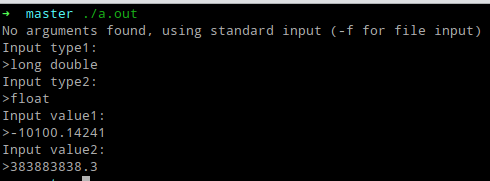 ➜  master ./a.out
No arguments found, using standard input (-f for file input)
Input type1:
>long double
Input type2:
>float
Input value1:
>-10100.14241
Input value2:
>383883838.3